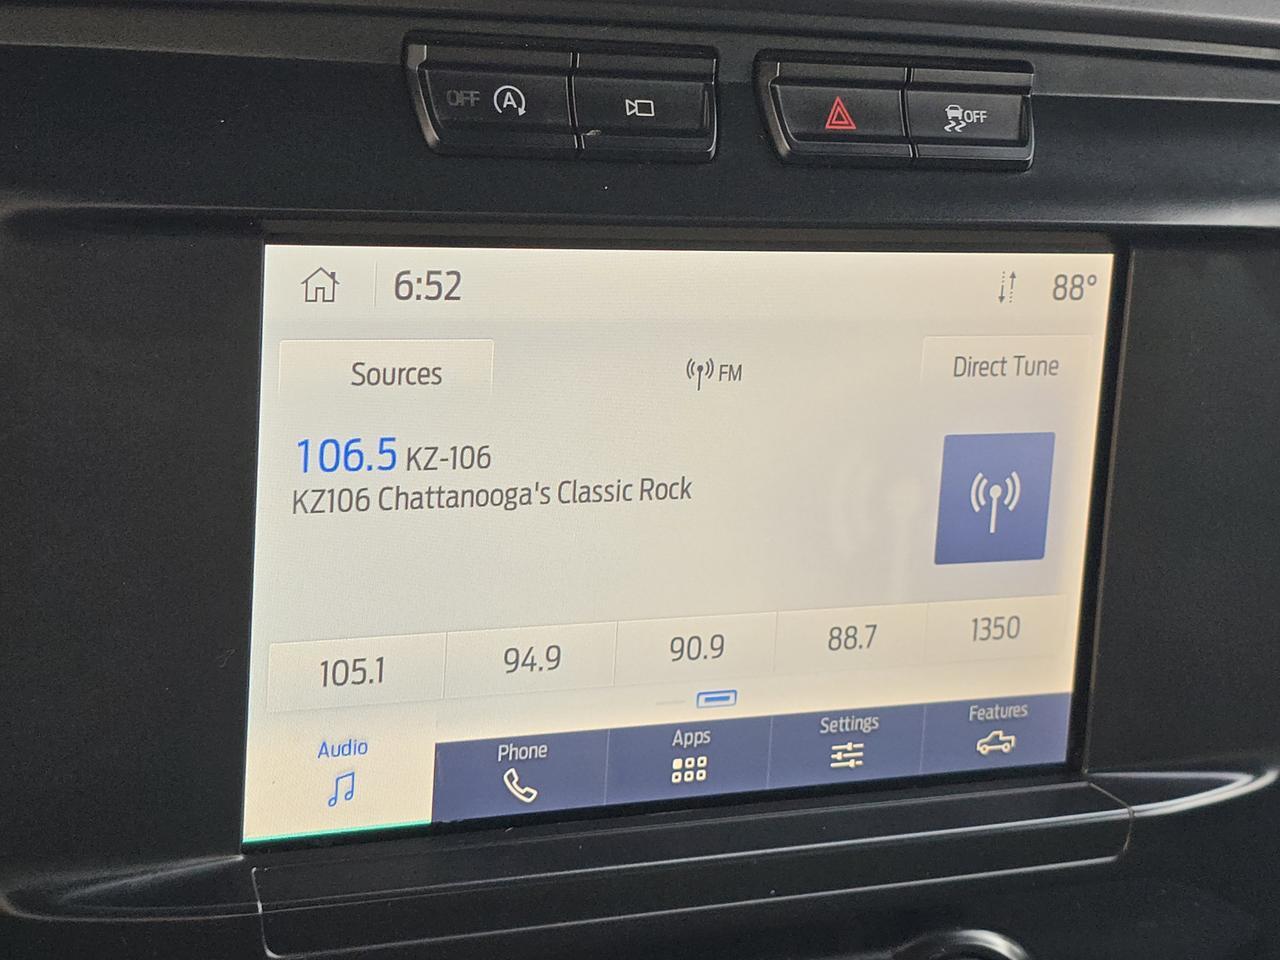 OFF A
OFF
6:52
88°
Sources
FM
Direct Tune
106.5 KZ-106
KZ106 Chattanooga's Classic Rock
105.1 94.9 90.9 88.7 1350
Audio Phone Apps Settings Features